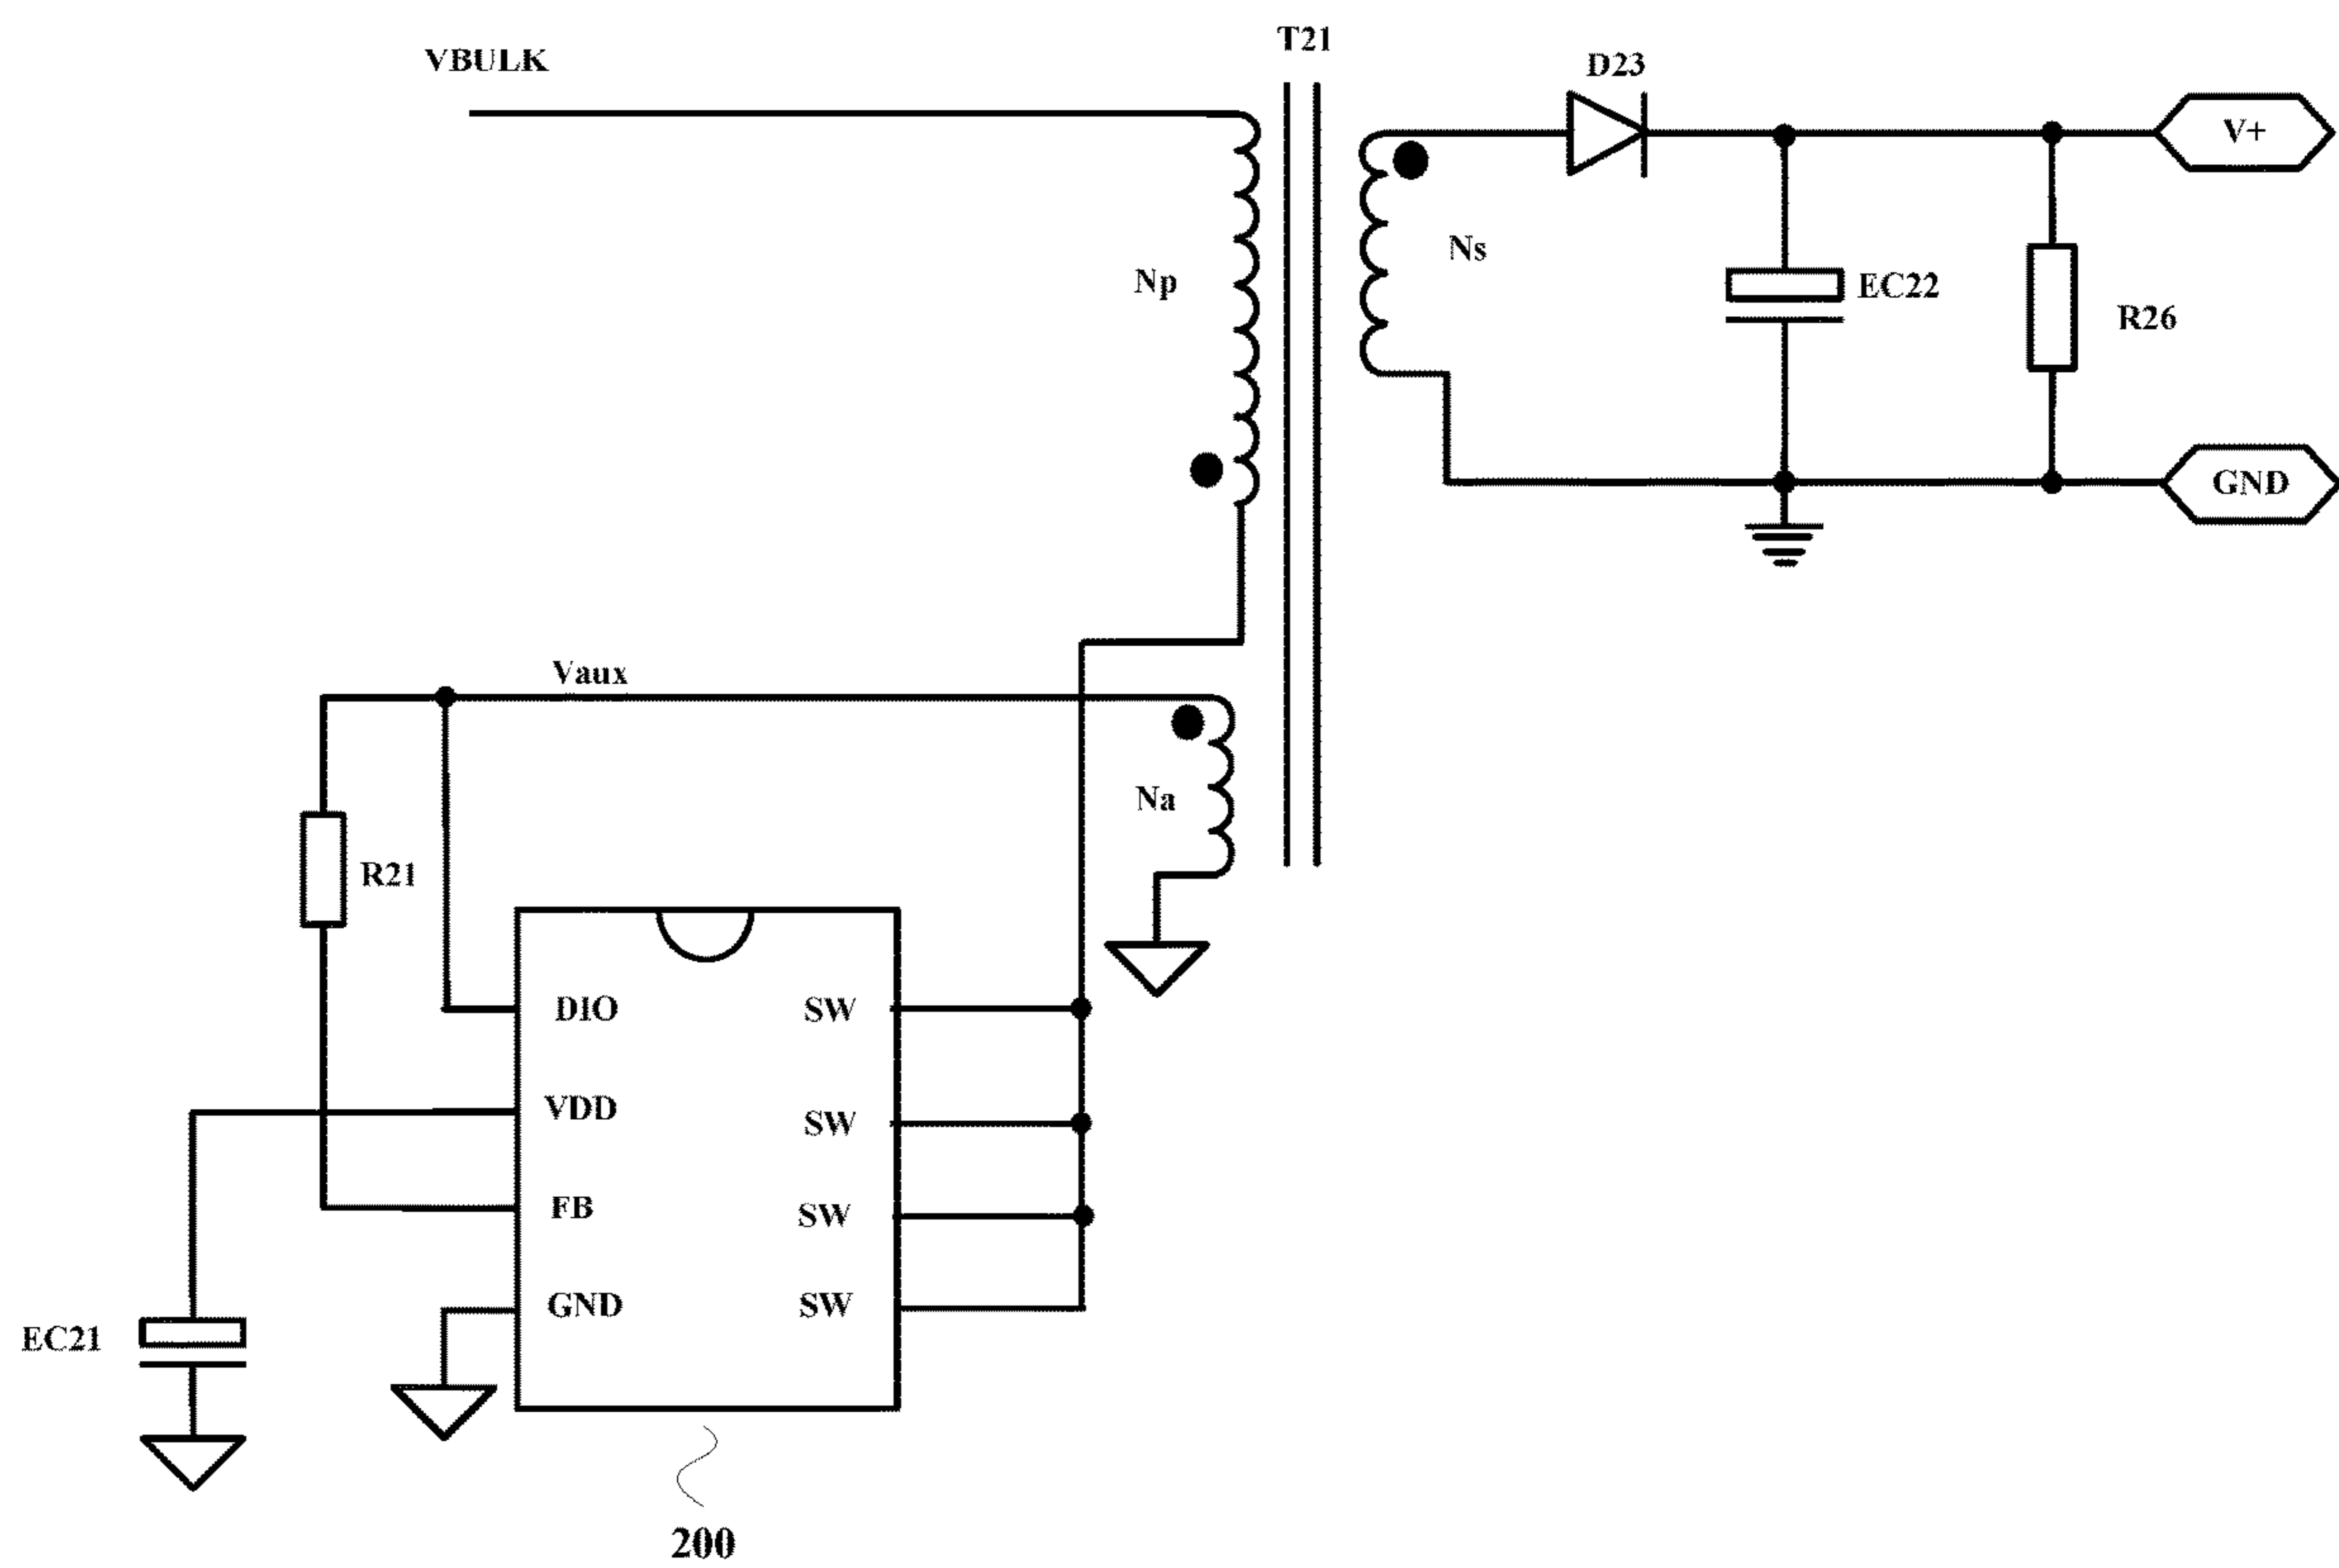 T21
VBULK
D23
V+
Np
Ns
EC22
R26
GND
Vaux
Na
R21
DIO SW
VDD SW
FB SW
GND SW
EC21
200